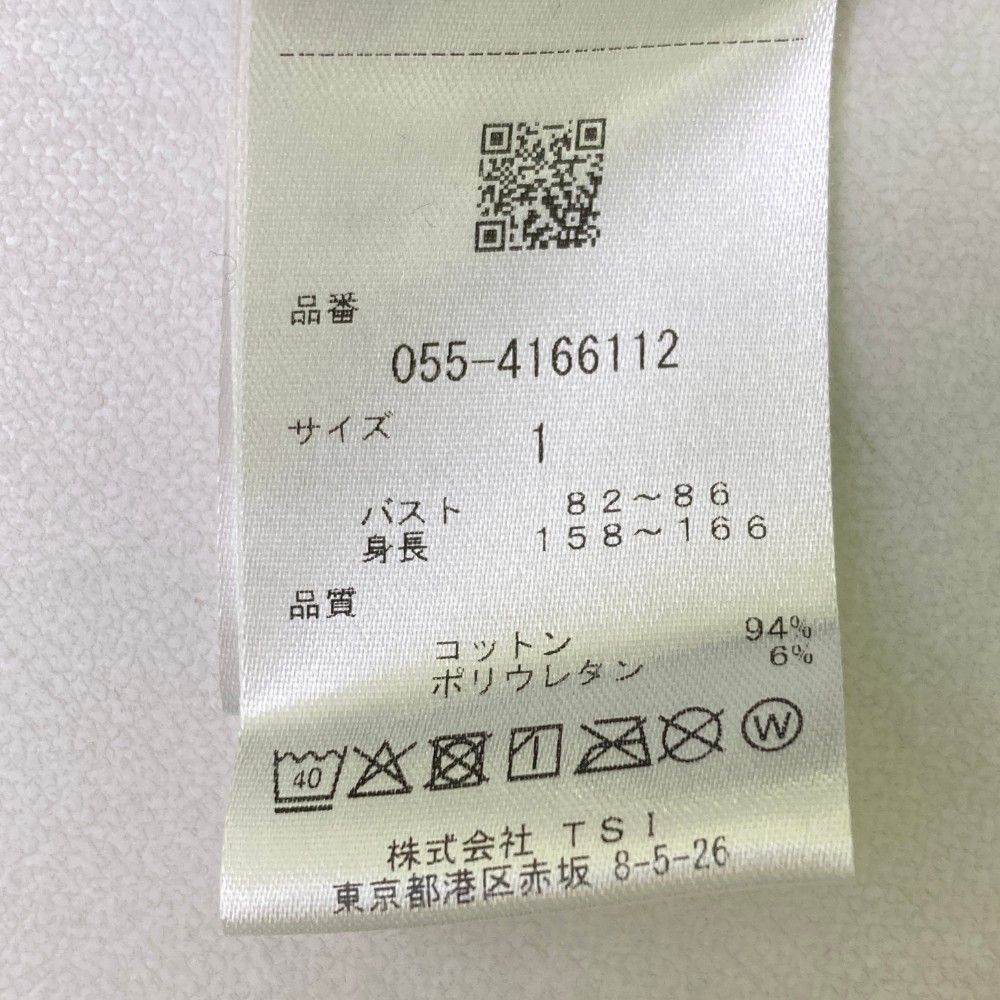 品番
055-4166112
サイズ 1
バスト 82～86
身長 158～166
品質
コットン 94%
ポリウレタン 6%
40 W
株式会社 TSI
東京都港区赤坂 8-5-26